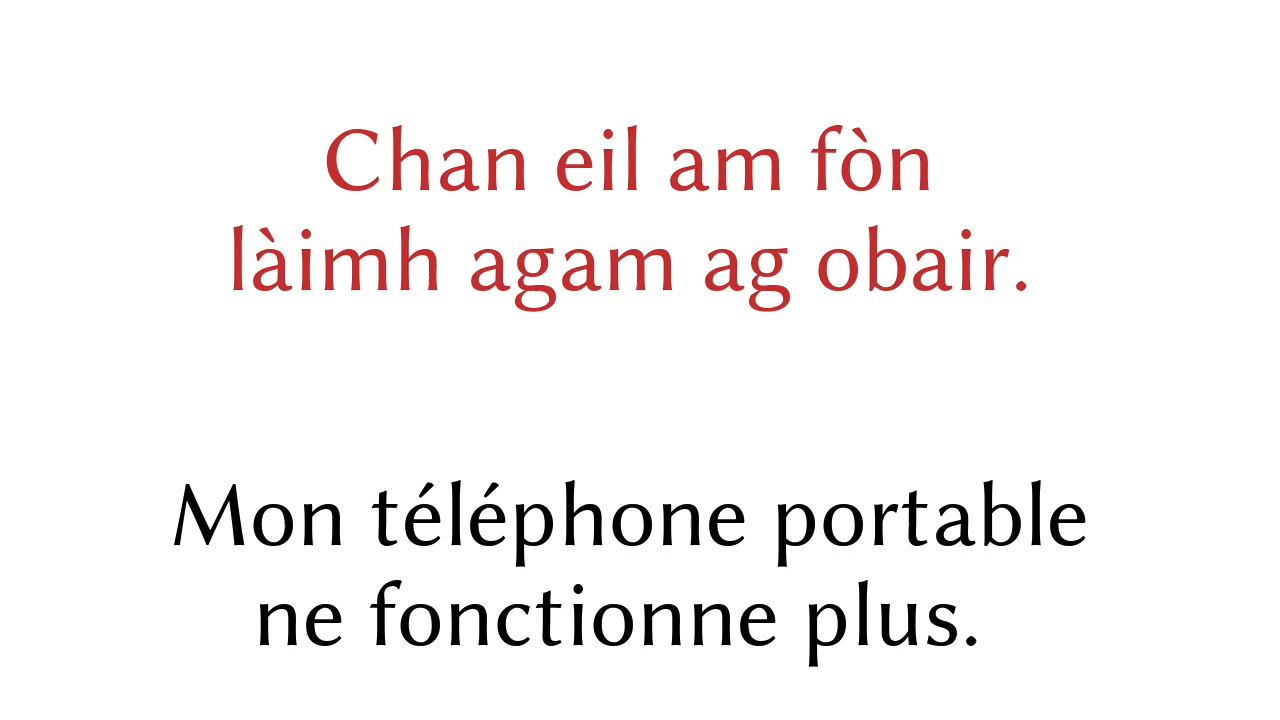 Chan eil am fòn
làimh agam ag obair.
Mon téléphone portable
ne fonctionne plus.